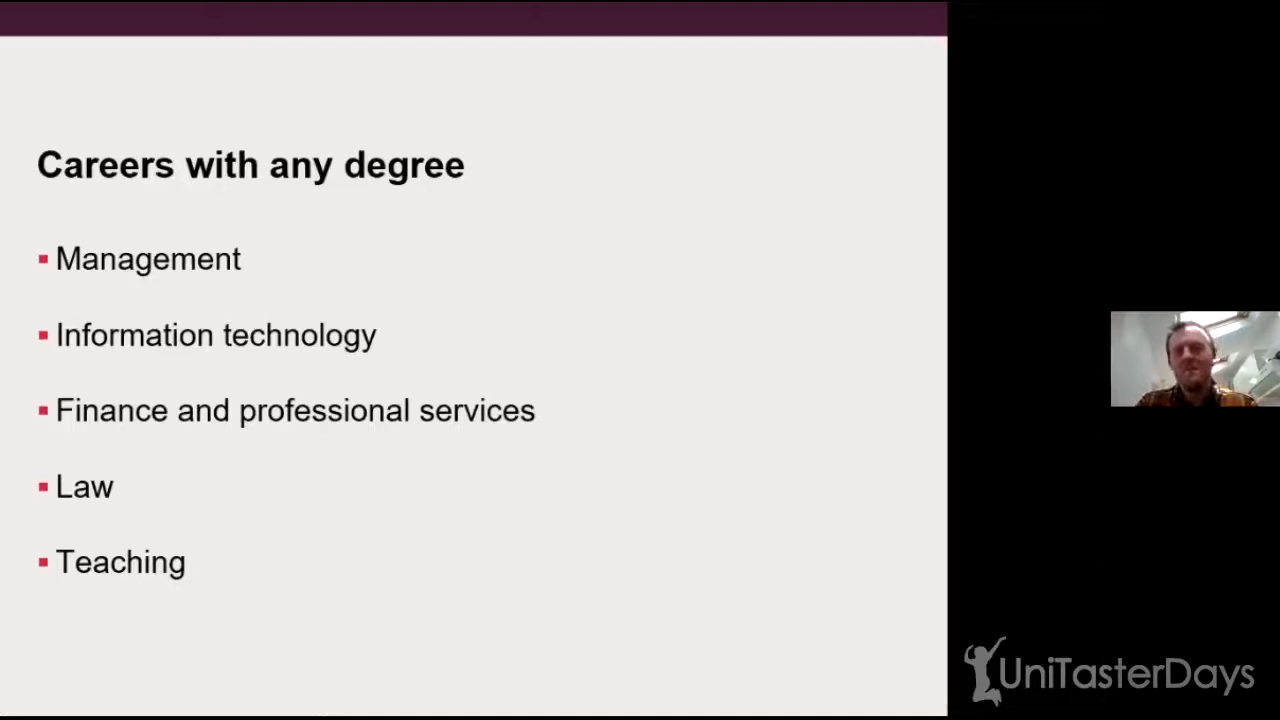 Careers with any degree
Management
Information technology
Finance and professional services
Law
Teaching
UniTasterDays